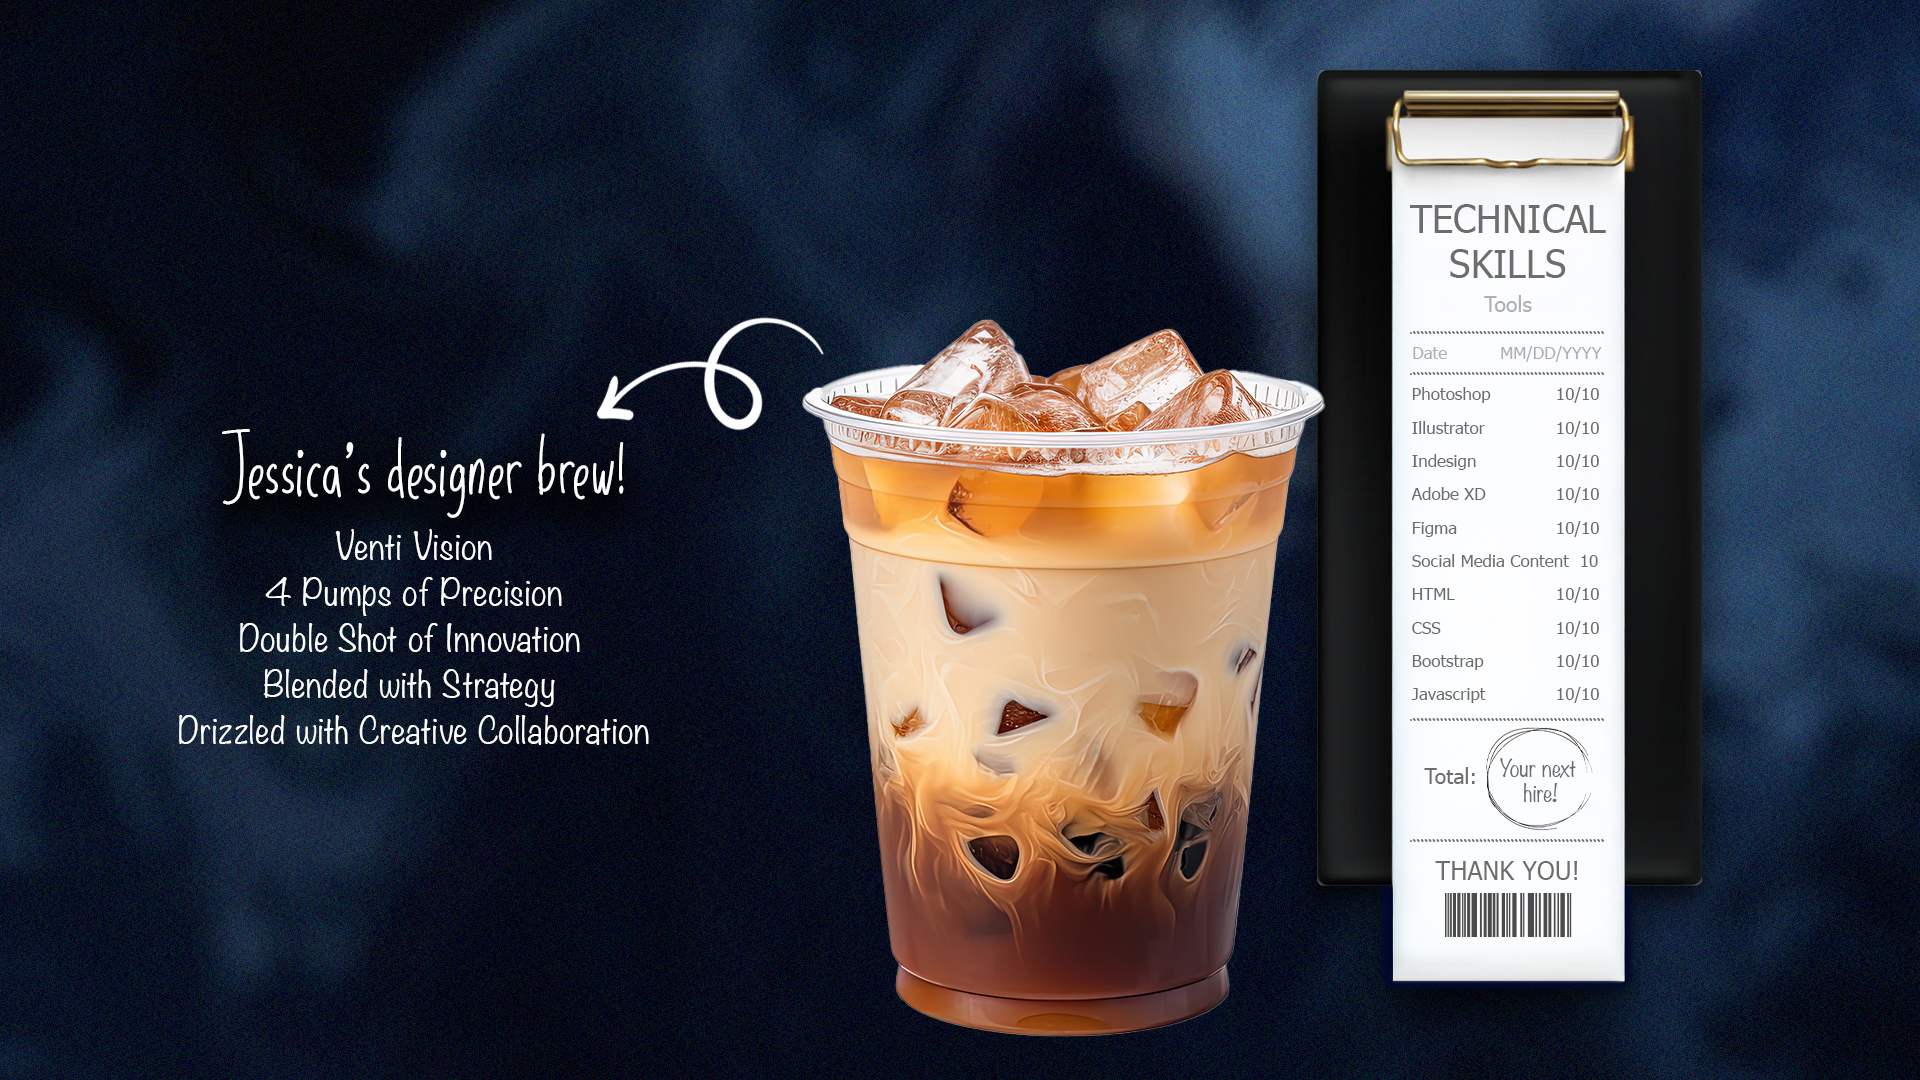 Jessica's designer brew!
Venti Vision
4 Pumps of Precision
Double Shot of Innovation
Blended with Strategy
Drizzled with Creative Collaboration
TECHNICAL
SKILLS
Tools
Date MM/DD/YYYY
Photoshop 10/10
Illustrator 10/10
Indesign 10/10
Adobe XD 10/10
Figma 10/10
Social Media Content 10
HTML 10/10
CSS 10/10
Bootstrap 10/10
Javascript 10/10
Total: Your next
hire!
THANK YOU!